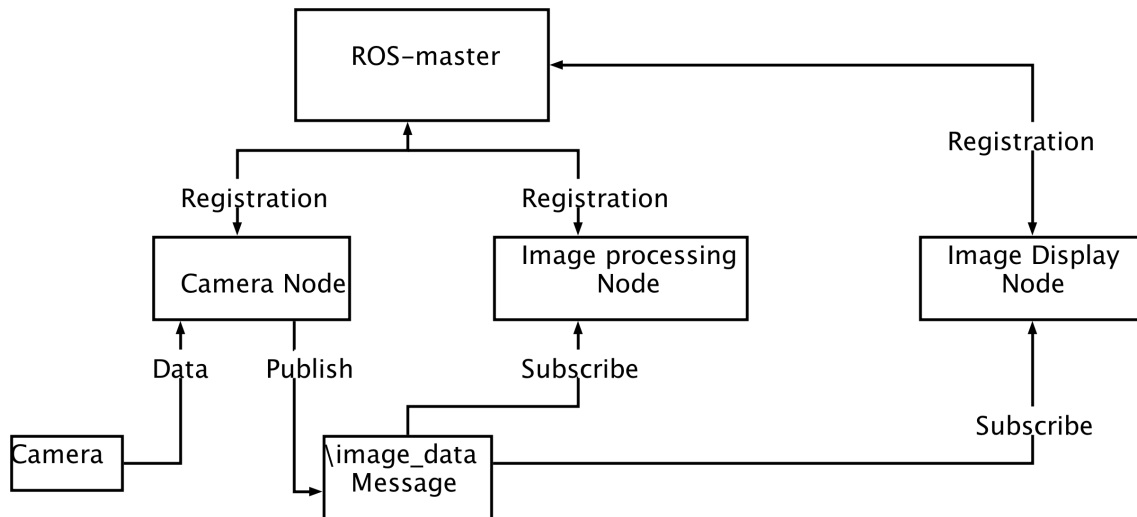 ROS-master
Registration
Registration
Registration
Camera Node
Image processing
Node
Image Display
Node
Data
Publish
Subscribe
Subscribe
Camera
\image_data
Message